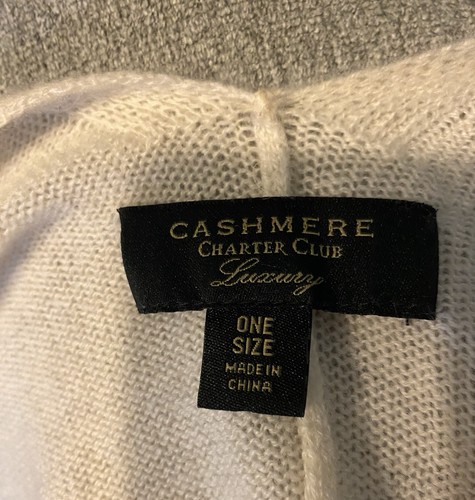 CASHMERE
CHARTER CLUB
Luxury
ONE
SIZE
MADE IN
CHINA